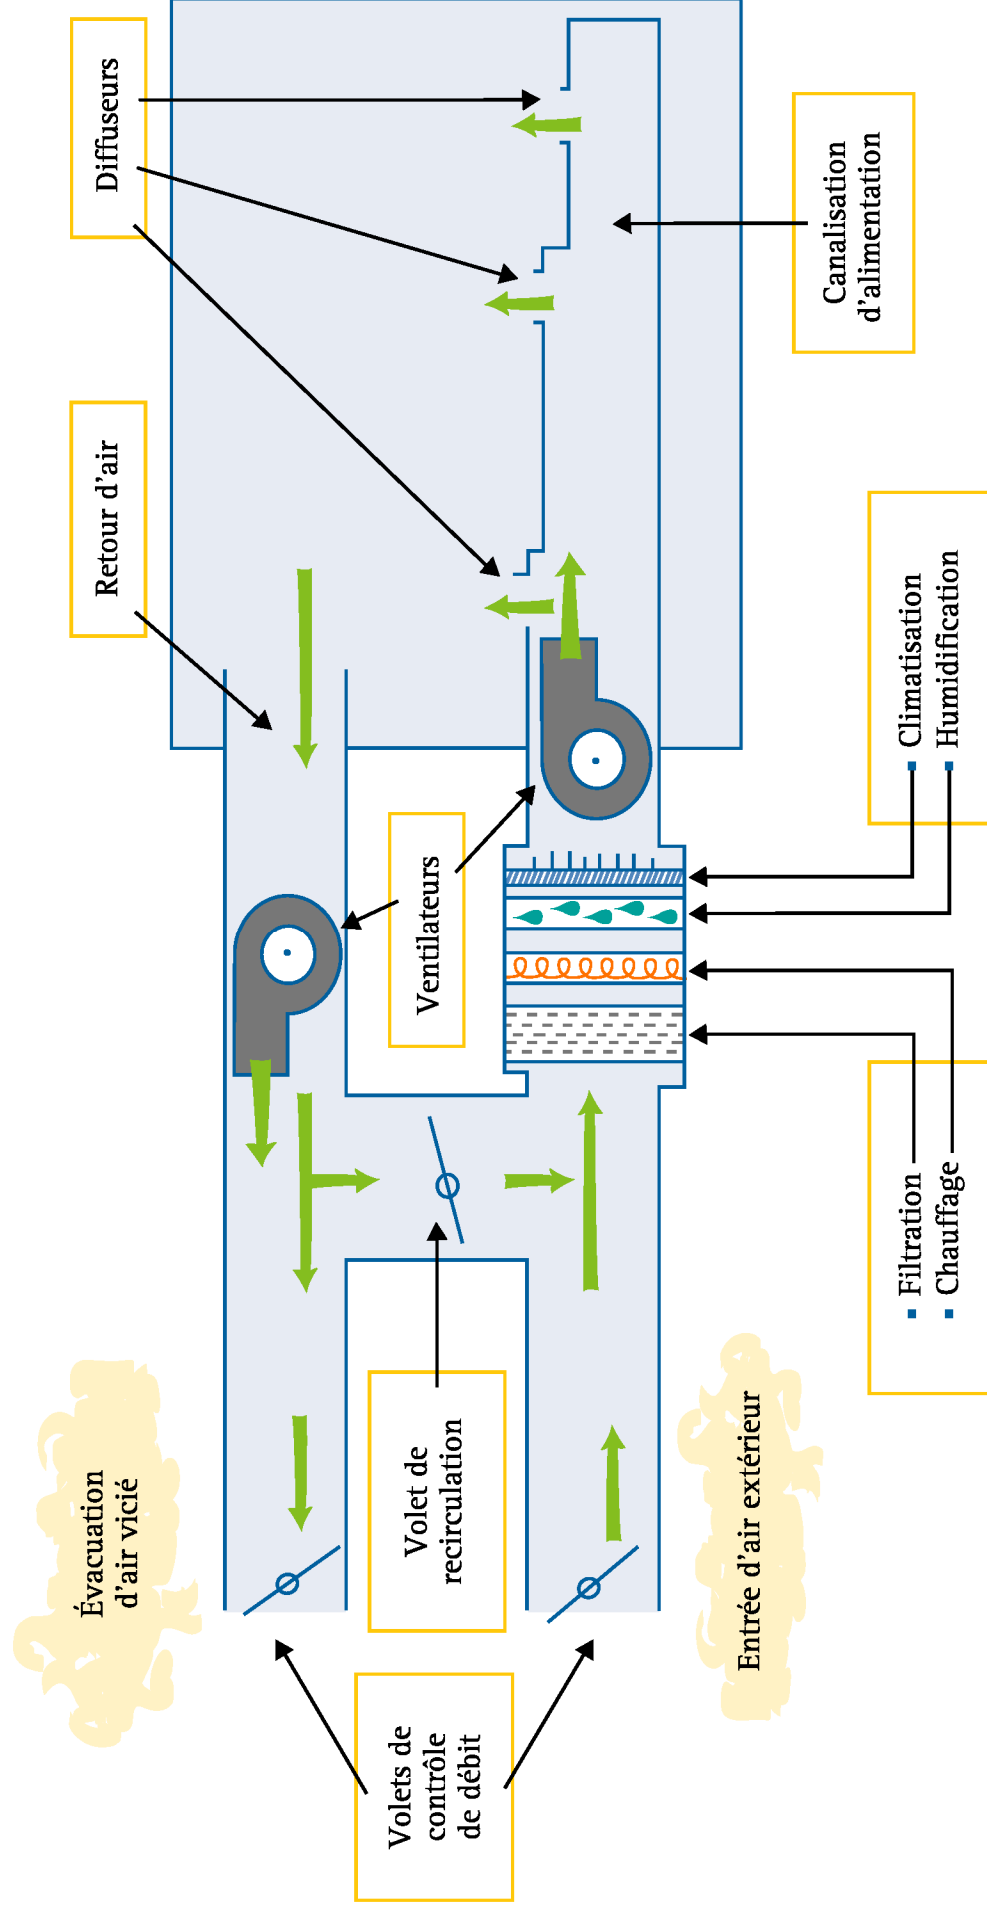 Évacuation
d'air vicié
Retour d'air
Diffuseurs
Volets de
contrôle
de débit
Volet de
recirculation
Ventilateurs
Entrée d'air extérieur
Canalisation
d'alimentation
▪ Filtration
▪ Chauffage
▪ Climatisation
▪ Humidification